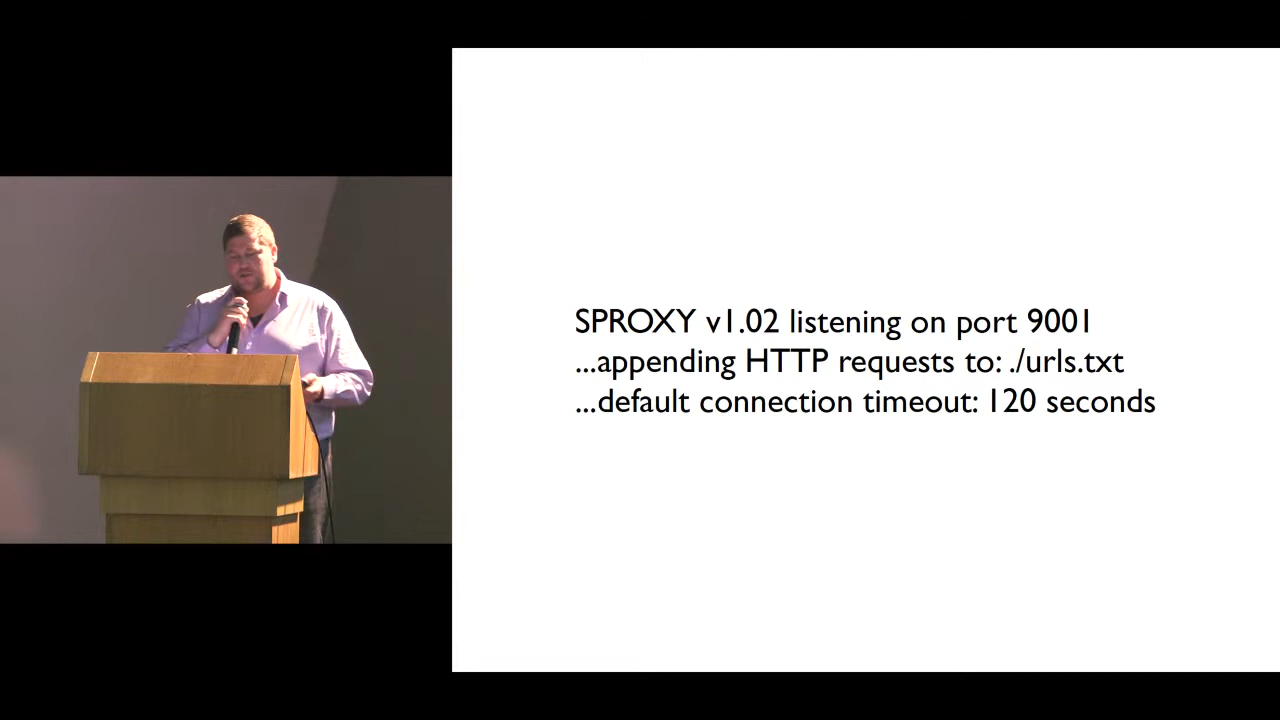 SPROXY v1.02 listening on port 9001
...appending HTTP requests to: ./urls.txt
...default connection timeout: 120 seconds